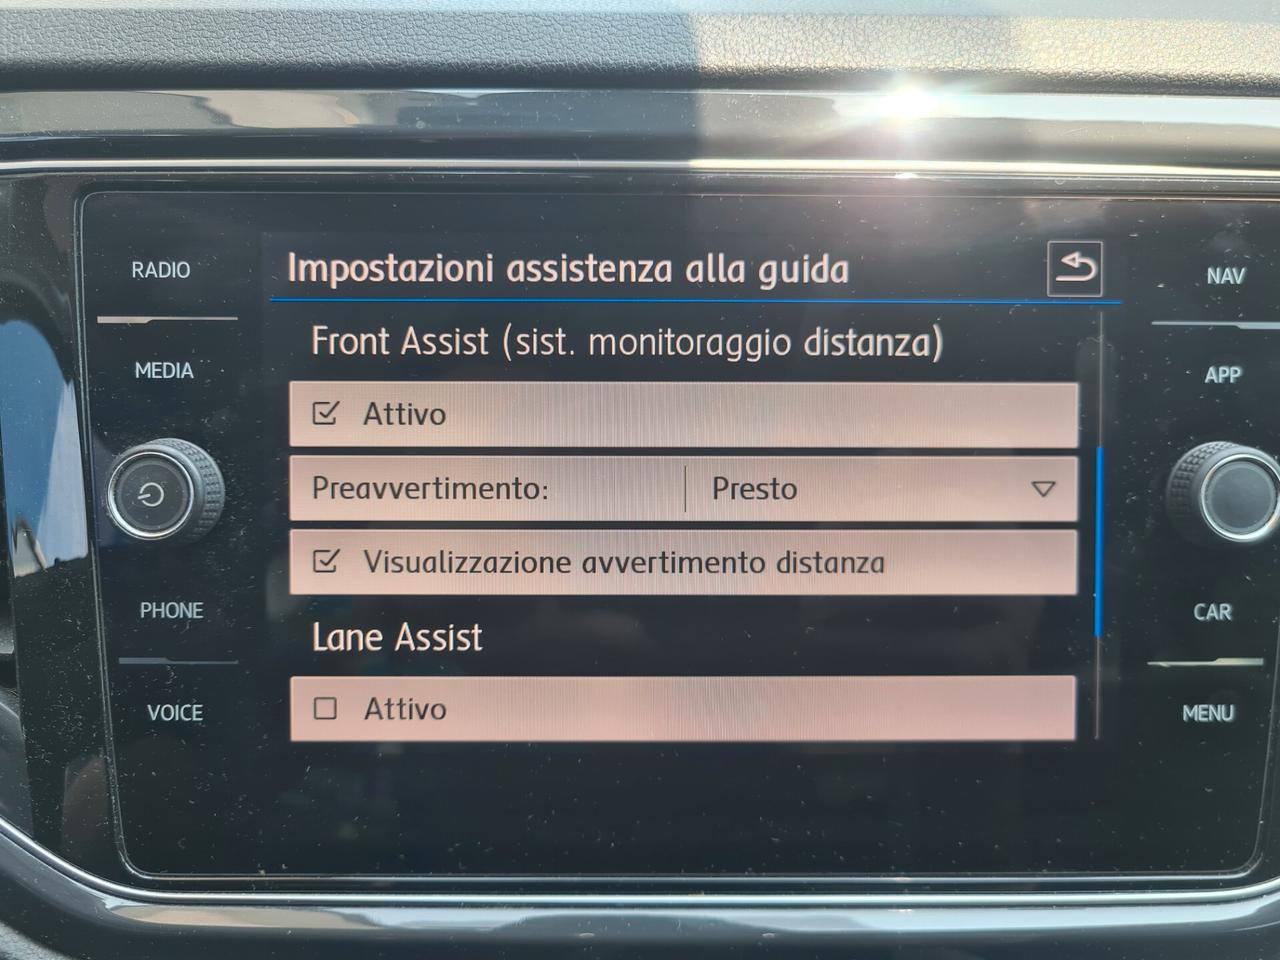 Impostazioni assistenza alla guida
Front Assist (sist. monitoraggio distanza)
Attivo
Preavvertimento: Presto
Visualizzazione avvertimento distanza
Lane Assist
Attivo
RADIO
MEDIA
PHONE
VOICE
NAV
APP
CAR
MENU